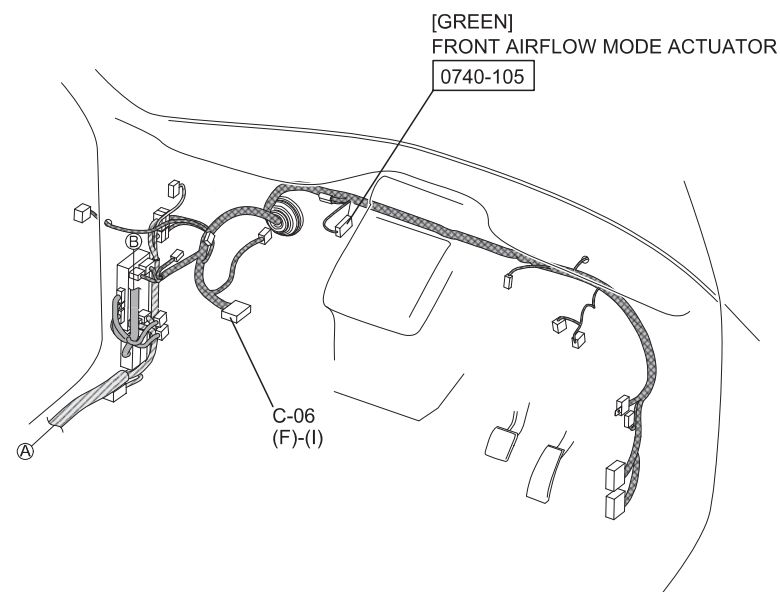 [GREEN]
FRONT AIRFLOW MODE ACTUATOR
0740-105
B
C-06
(F)-(I)
A